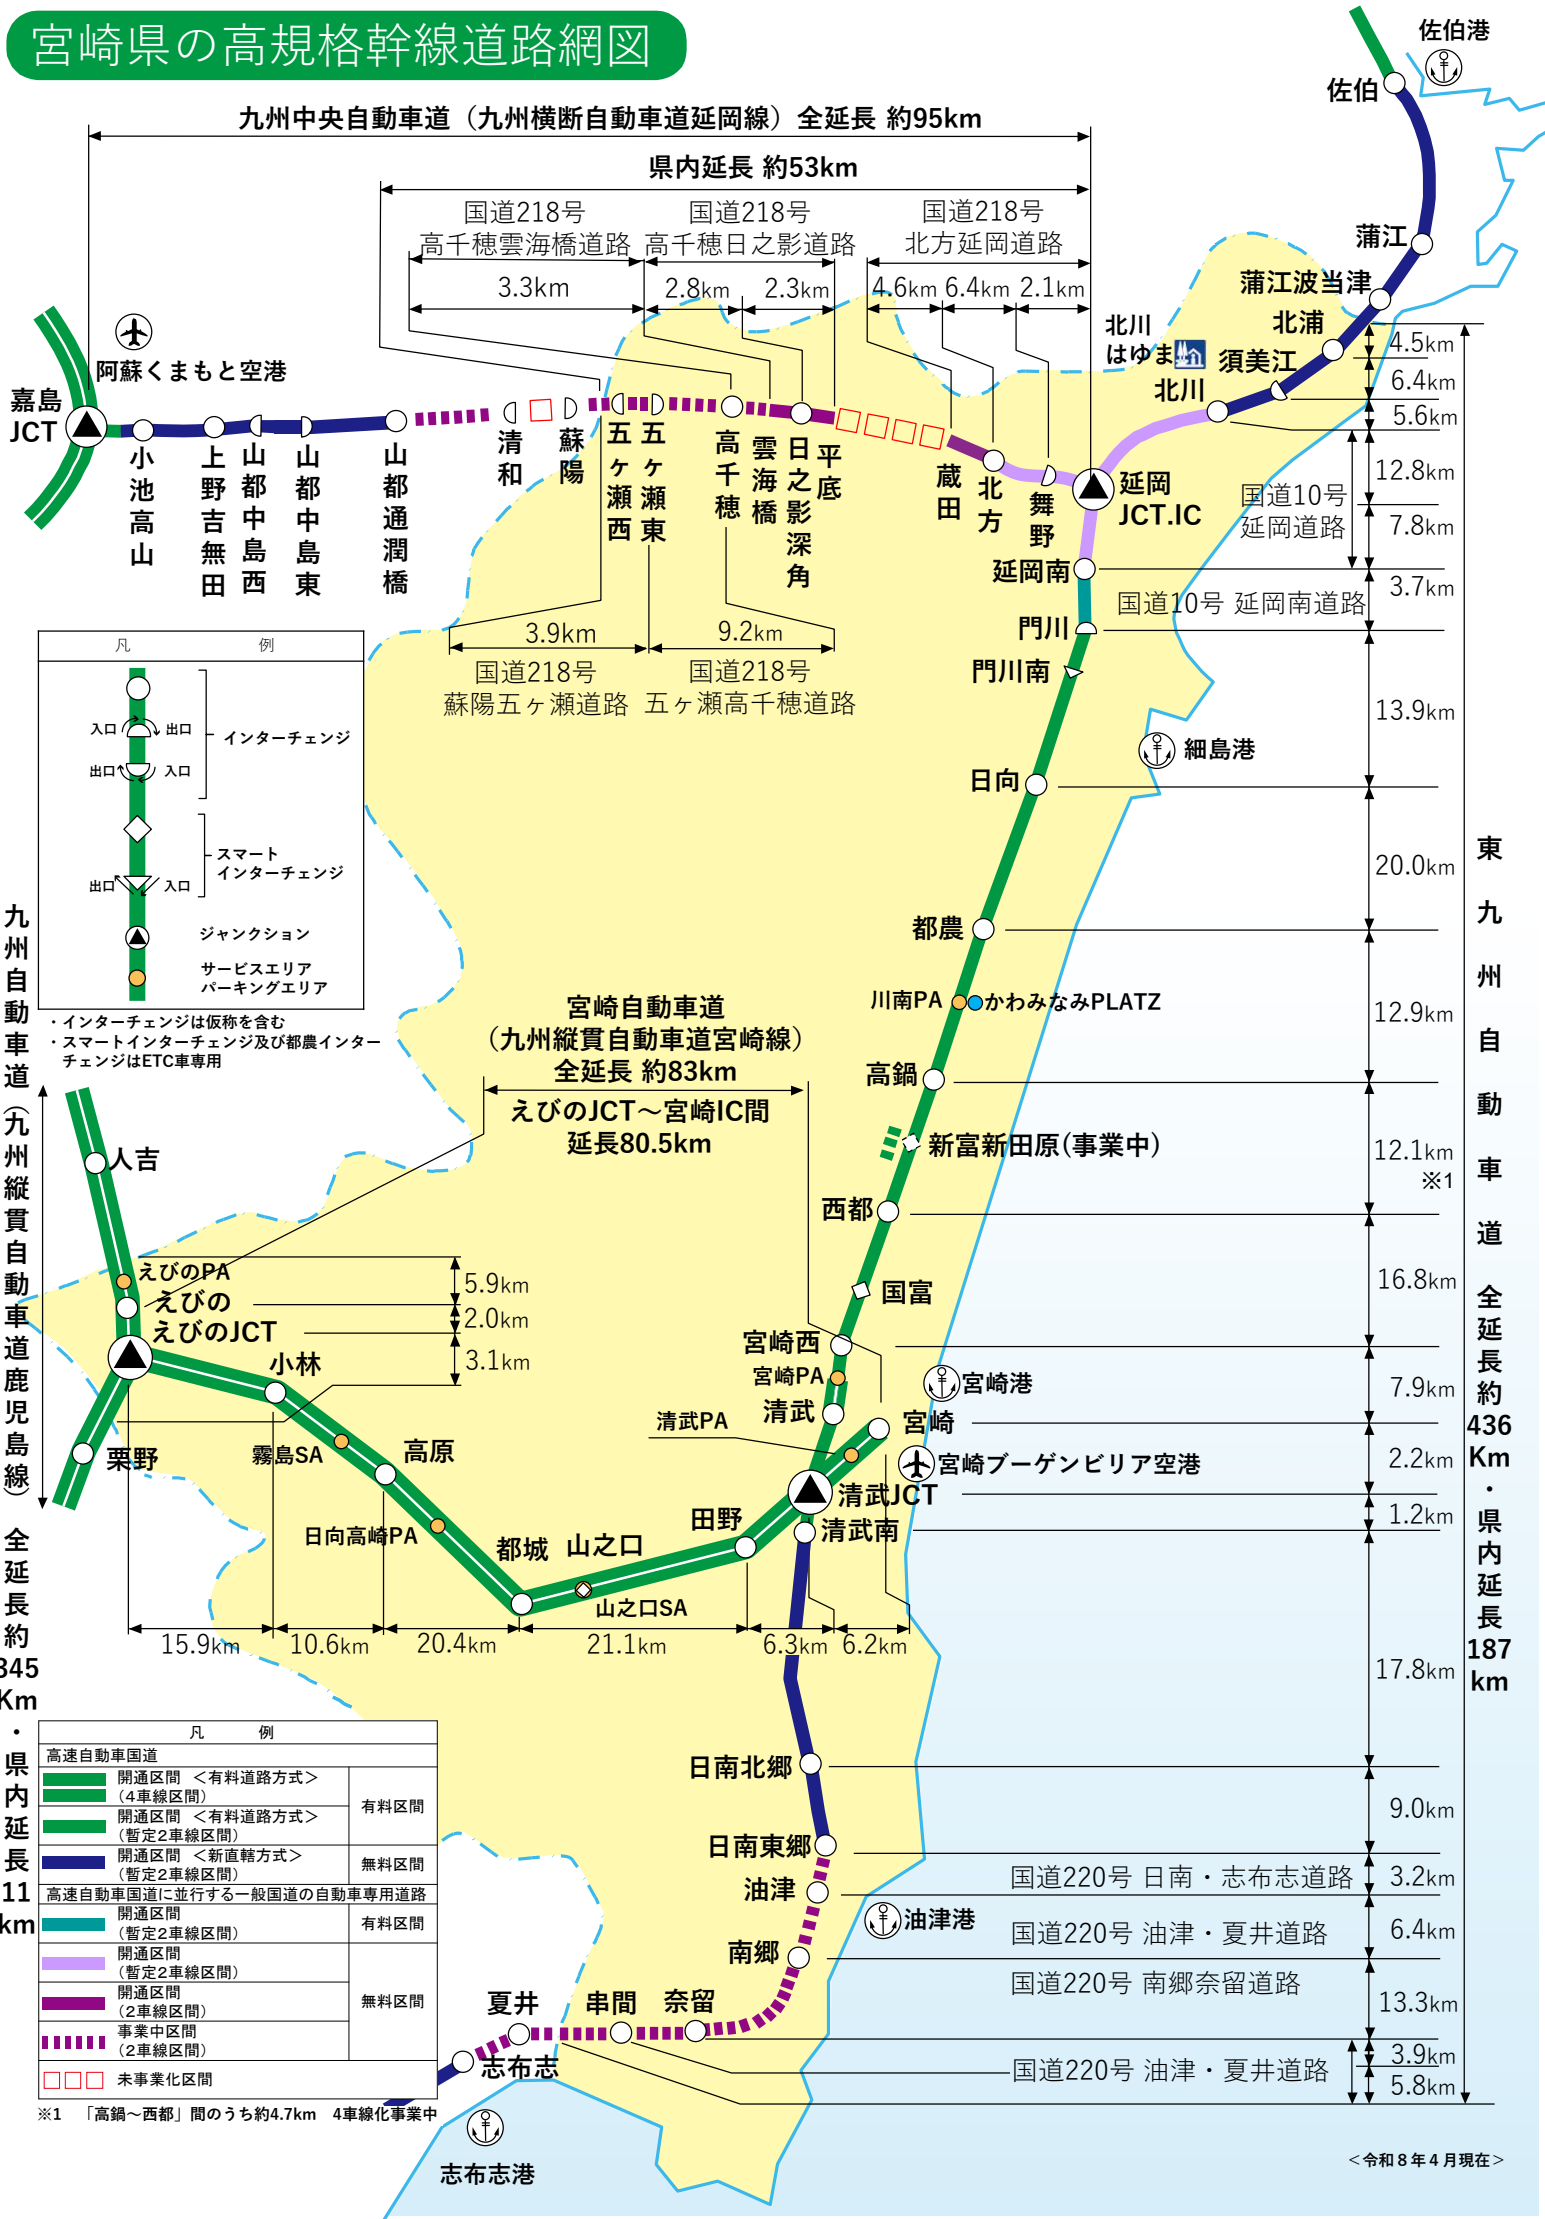 宮崎県の高規格幹線道路網図
佐伯港
佐伯
九州中央自動車道（九州横断自動車道延岡線）全延長 約95km
県内延長 約53km
国道218号
高千穂雲海橋道路
国道218号
高千穂日之影道路
国道218号
北方延岡道路
3.3km
2.8km
2.3km
4.6km
6.4km
2.1km
蒲江
蒲江波当津
北浦
須美江
北川
はゆま
北川
阿蘇くまもと空港
嘉島
JCT
小池高山
上野吉無田
山都中島西
山都中島東
山都通潤橋
清和
蘇陽
五ヶ瀬西
五ヶ瀬東
高千穂
雲海橋
日之影深角
平底
蔵田
北方
舞野
延岡
JCT.IC
4.5km
6.4km
5.6km
12.8km
国道10号
延岡道路
7.8km
延岡南
3.7km
国道10号 延岡南道路
門川
門川南
3.9km
国道218号
蘇陽五ヶ瀬道路
9.2km
国道218号
五ヶ瀬高千穂道路
13.9km
細島港
日向
20.0km
都農
川南PA
かわみなみPLATZ
12.9km
高鍋
新富新田原(事業中)
12.1km
※1
西都
16.8km
国富
宮崎西
宮崎PA
清武
7.9km
宮崎港
宮崎
清武PA
2.2km
宮崎ブーゲンビリア空港
清武JCT
1.2km
清武南
17.8km
日南北郷
9.0km
日南東郷
国道220号 日南・志布志道路
3.2km
油津
油津港
国道220号 油津・夏井道路
6.4km
南郷
国道220号 南郷奈留道路
13.3km
夏井
串間
奈留
志布志
国道220号 油津・夏井道路
3.9km
5.8km
志布志港
東九州自動車道 全延長約436Km・県内延長187km
凡 例
入口
出口
インターチェンジ
出口
入口
スマート
インターチェンジ
出口
入口
ジャンクション
サービスエリア
パーキングエリア
・インターチェンジは仮称を含む
・スマートインターチェンジ及び都農インター
チェンジはETC車専用
宮崎自動車道
（九州縦貫自動車道宮崎線）
全延長 約83km
えびのJCT～宮崎IC間
延長80.5km
九州自動車道（九州縦貫自動車道鹿児島線） 全延長約345Km・県内延長11km
人吉
えびのPA
えびの
えびのJCT
5.9km
2.0km
3.1km
栗野
小林
霧島SA
高原
日向高崎PA
都城
山之口
山之口SA
田野
15.9km
10.6km
20.4km
21.1km
6.3km
6.2km
凡 例
高速自動車国道
開通区間 ＜有料道路方式＞
（4車線区間）
有料区間
開通区間 ＜有料道路方式＞
（暫定2車線区間）
開通区間 ＜新直轄方式＞
（暫定2車線区間）
無料区間
高速自動車国道に並行する一般国道の自動車専用道路
開通区間
（暫定2車線区間）
有料区間
開通区間
（暫定2車線区間）
開通区間
（2車線区間）
無料区間
事業中区間
（2車線区間）
未事業化区間
※1 「高鍋～西都」間のうち約4.7km 4車線化事業中
＜令和８年４月現在＞